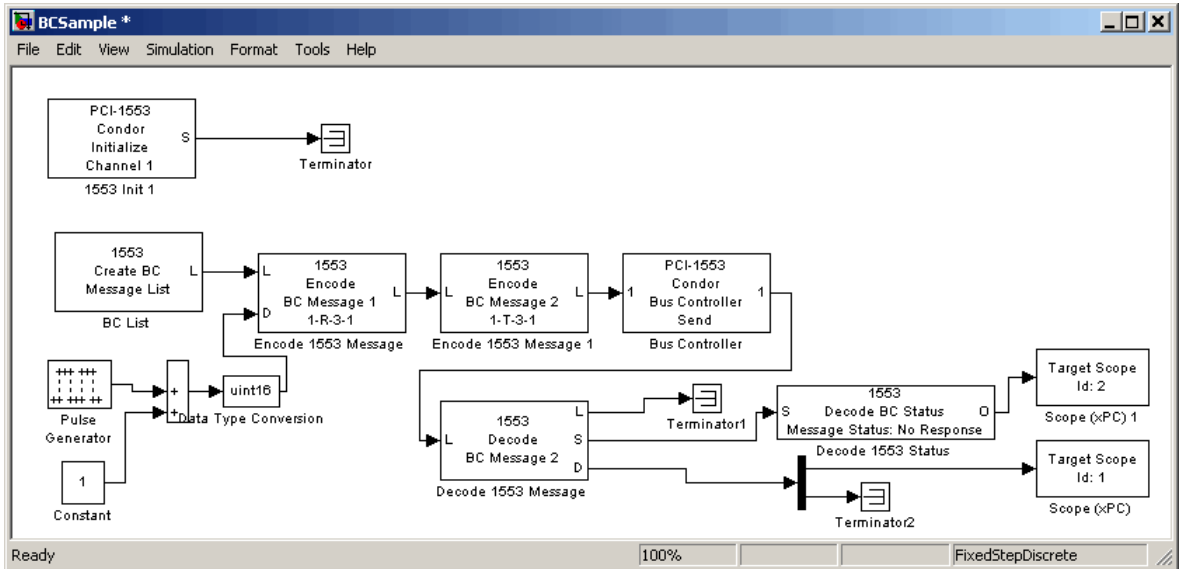 BCSample *
File Edit View Simulation Format Tools Help
PCI-1553
Condor
Initialize
Channel 1
S
1553 Init 1
Terminator
1553
Create BC
Message List
L
BC List
L
D
1553
Encode
BC Message 1
1-R-3-1
L
Encode 1553 Message
L
1553
Encode
BC Message 2
1-T-3-1
L
Encode 1553 Message 1
1
PCI-1553
Condor
Bus Controller
Send
1
Bus Controller
Pulse
Generator
+
+
uint16
Data Type Conversion
1
Constant
L
1553
Decode
BC Message 2
L
S
D
Decode 1553 Message
Terminator1
S
1553
Decode BC Status
Message Status: No Response
O
Decode 1553 Status
Terminator2
Target Scope
Id: 2
Scope (xPC) 1
Target Scope
Id: 1
Scope (xPC)
Ready 100% FixedStepDiscrete